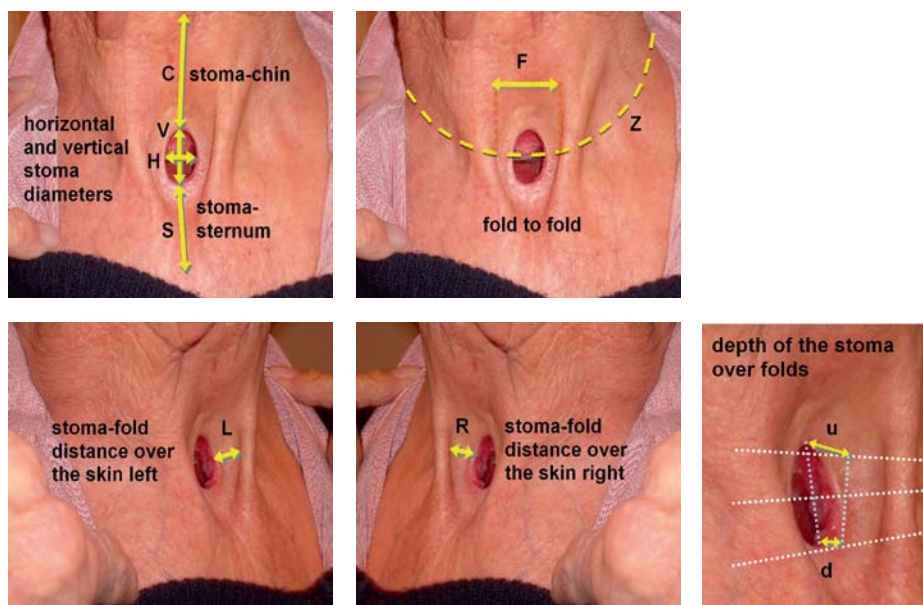 C stoma-chin
V
H
horizontal
and vertical
stoma
diameters
stoma-
sternum
S
F
Z
fold to fold
L
stoma-fold
distance over
the skin left
R
stoma-fold
distance over
the skin right
depth of the stoma
over folds
u
d